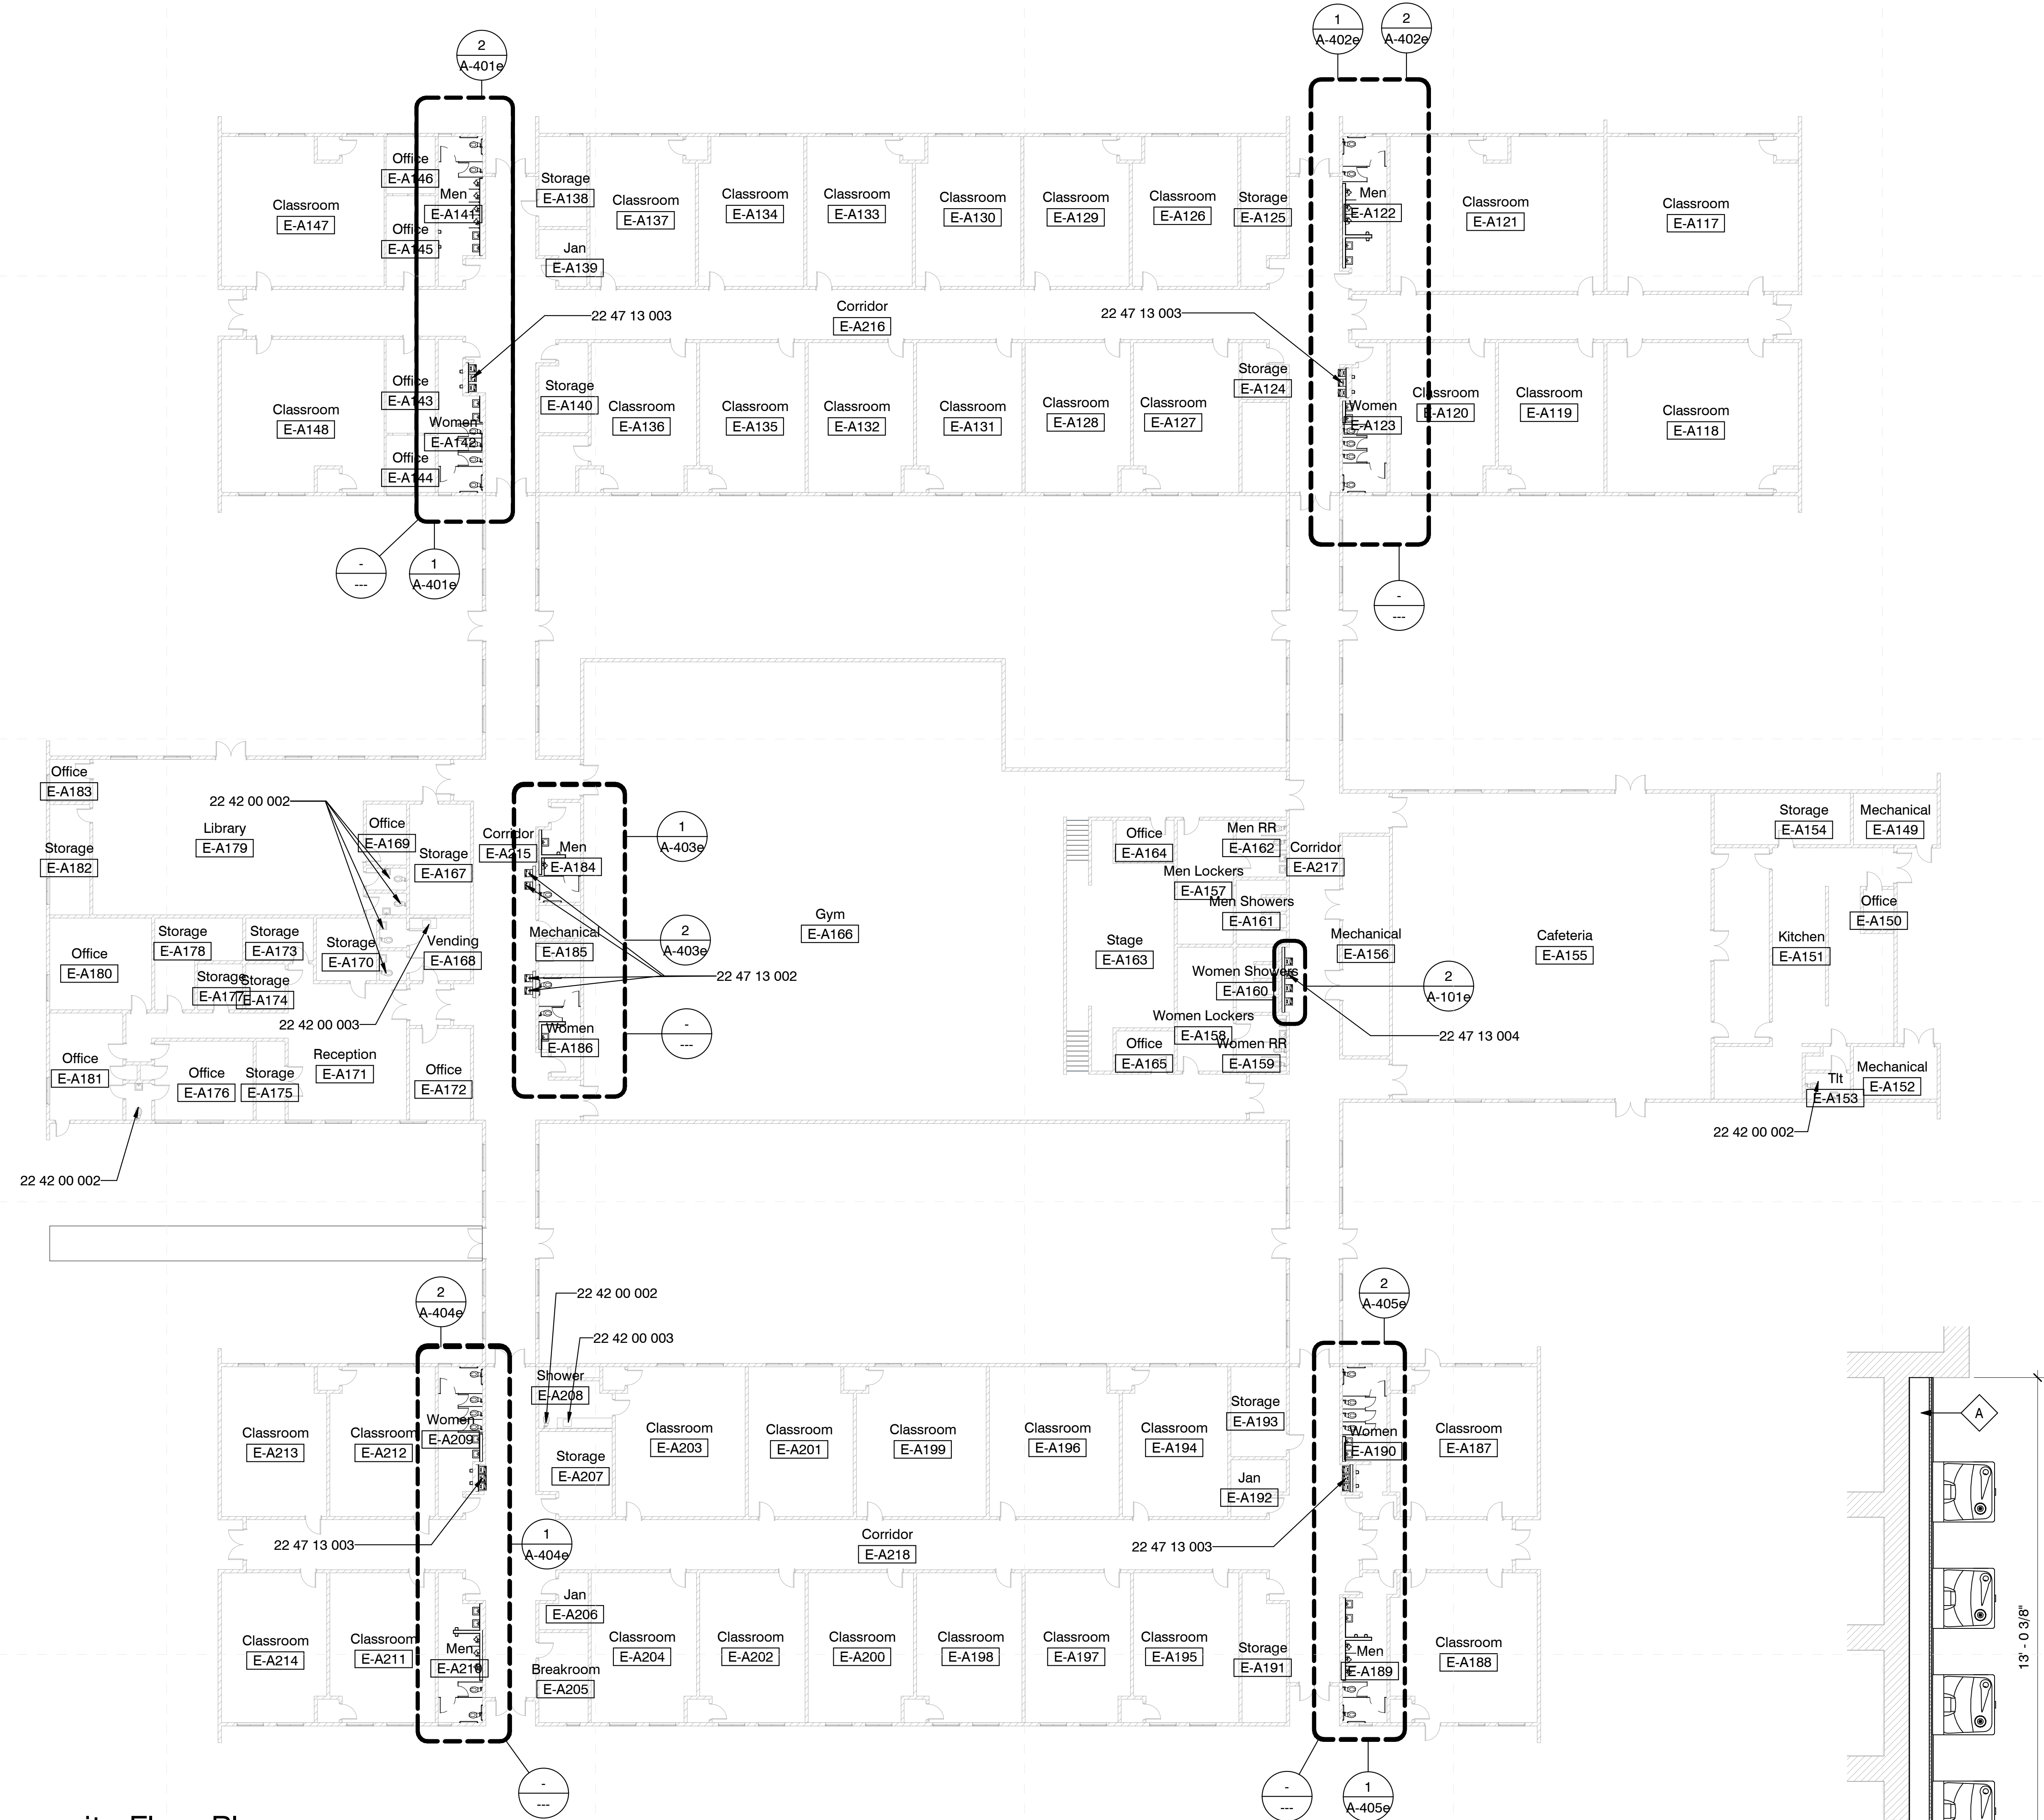 2
A-401e
1
A-402e
2
A-402e
Office
E-A146
Men
E-A141
Office
E-A145
Classroom
E-A147
Storage
E-A138
Jan
E-A139
Classroom
E-A137
Classroom
E-A134
Classroom
E-A133
Classroom
E-A130
Classroom
E-A129
Classroom
E-A126
Storage
E-A125
Men
E-A122
Classroom
E-A121
Classroom
E-A117
22 47 13 003
Corridor
E-A216
22 47 13 003
Classroom
E-A148
Office
E-A143
Women
E-A142
Office
E-A144
Storage
E-A140
Classroom
E-A136
Classroom
E-A135
Classroom
E-A132
Classroom
E-A131
Classroom
E-A128
Classroom
E-A127
Storage
E-A124
Women
E-A123
Classroom
E-A120
Classroom
E-A119
Classroom
E-A118
-
---
1
A-401e
-
---
Office
E-A183
22 42 00 002
Library
E-A179
Storage
E-A182
Office
E-A169
Storage
E-A167
Corridor
E-A215
Men
E-A184
1
A-403e
2
A-403e
Mechanical
E-A185
22 47 13 002
Women
E-A186
-
---
Gym
E-A166
Office
E-A164
Men RR
E-A162
Corridor
E-A217
Men Lockers
E-A157
Men Showers
E-A161
Stage
E-A163
Mechanical
E-A156
Women Showers
E-A160
Women Lockers
E-A158
Office
E-A165
Women RR
E-A159
2
A-101e
22 47 13 004
Cafeteria
E-A155
Storage
E-A154
Mechanical
E-A149
Office
E-A150
Kitchen
E-A151
Tlt
E-A153
Mechanical
E-A152
22 42 00 002
Office
E-A180
Storage
E-A178
Storage
E-A173
Storage
E-A170
Vending
E-A168
Storage
E-A177
Storage
E-A174
22 42 00 003
Office
E-A181
Office
E-A176
Storage
E-A175
Reception
E-A171
Office
E-A172
22 42 00 002
2
A-404e
22 42 00 002
22 42 00 003
2
A-405e
Classroom
E-A213
Classroom
E-A212
Women
E-A209
Shower
E-A208
Storage
E-A207
Classroom
E-A203
Classroom
E-A201
Classroom
E-A199
Classroom
E-A196
Classroom
E-A194
Storage
E-A193
Jan
E-A192
Women
E-A190
Classroom
E-A187
A
22 47 13 003
1
A-404e
Corridor
E-A218
22 47 13 003
Classroom
E-A214
Classroom
E-A211
Men
E-A210
Jan
E-A206
Breakroom
E-A205
Classroom
E-A204
Classroom
E-A202
Classroom
E-A200
Classroom
E-A198
Classroom
E-A197
Classroom
E-A195
Storage
E-A191
Men
E-A189
Classroom
E-A188
13' - 0 3/8"
-
---
-
---
1
A-405e